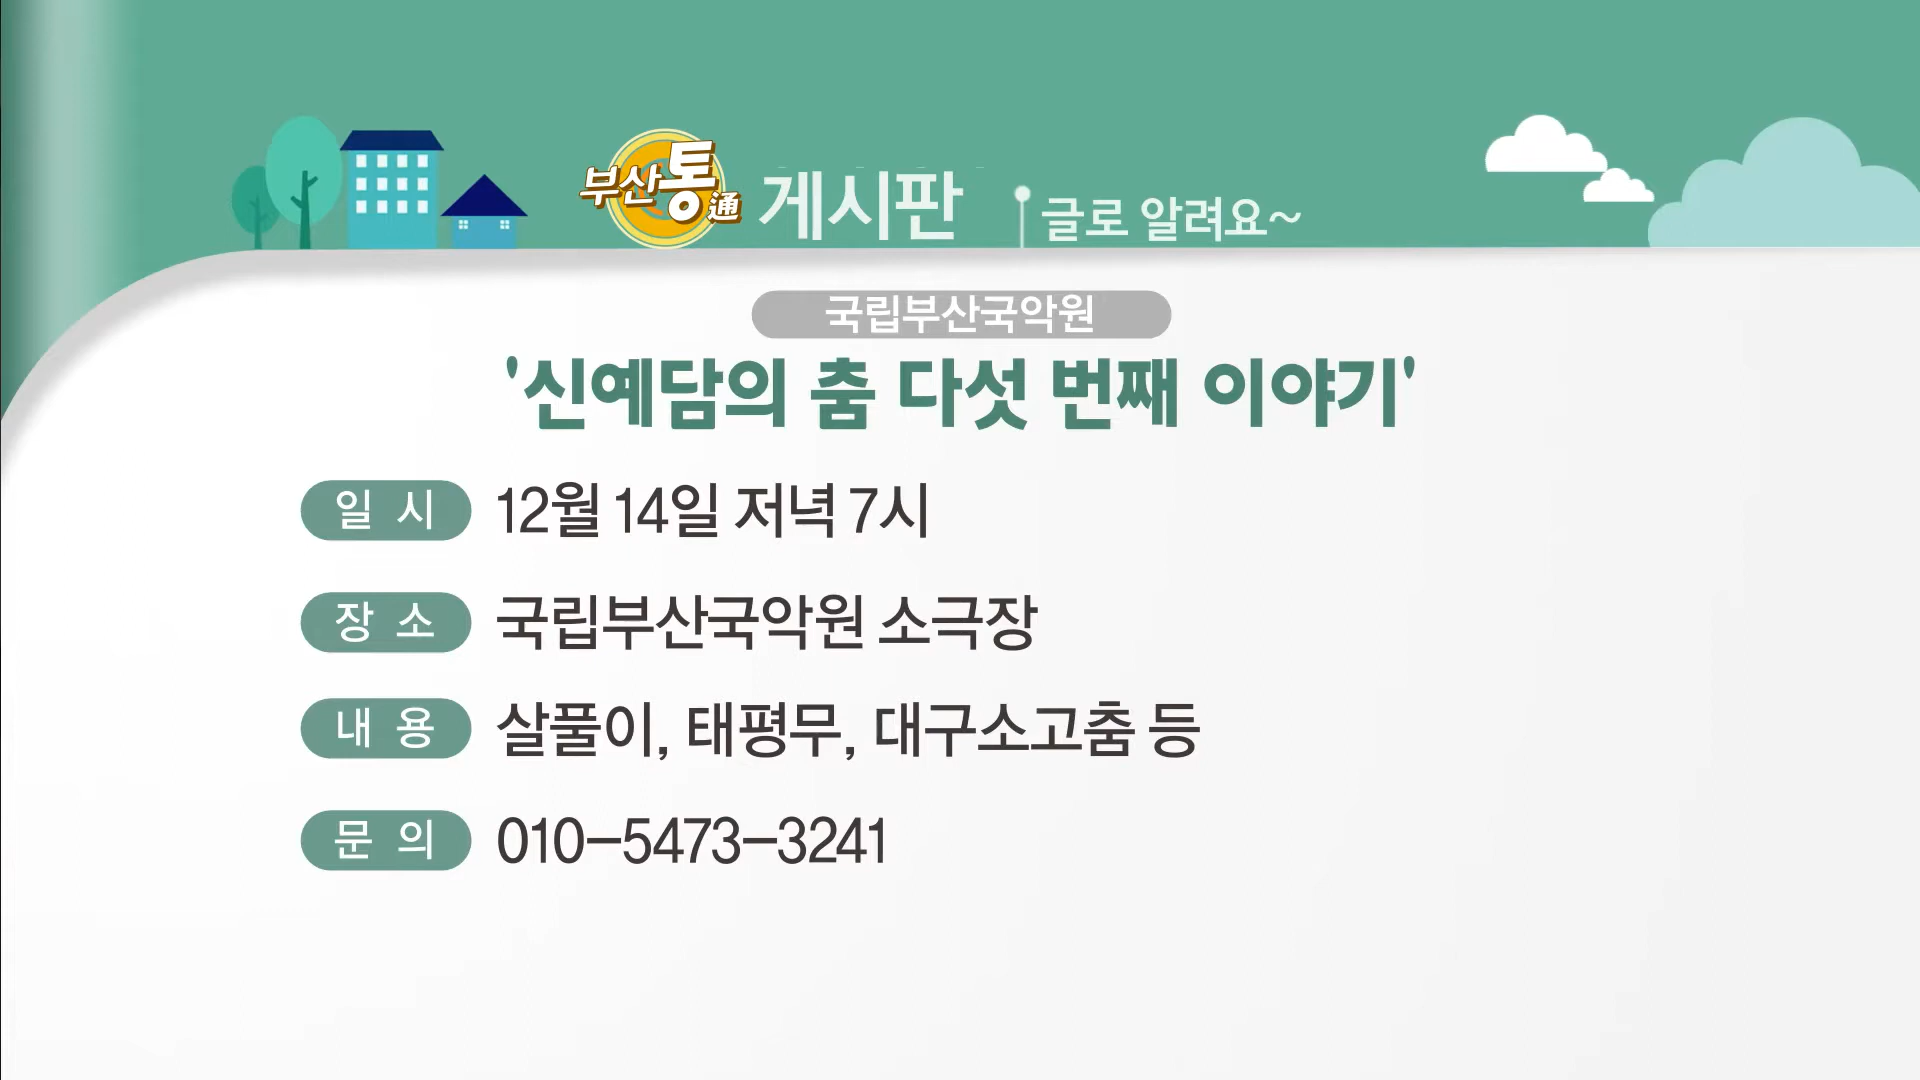 부산통通 게시판 글로 알려요~
국립부산국악원
'신예담의 춤 다섯 번째 이야기'
일 시 12월 14일 저녁 7시
장 소 국립부산국악원 소극장
내 용 살풀이, 태평무, 대구소고춤 등
문 의 010-5473-3241